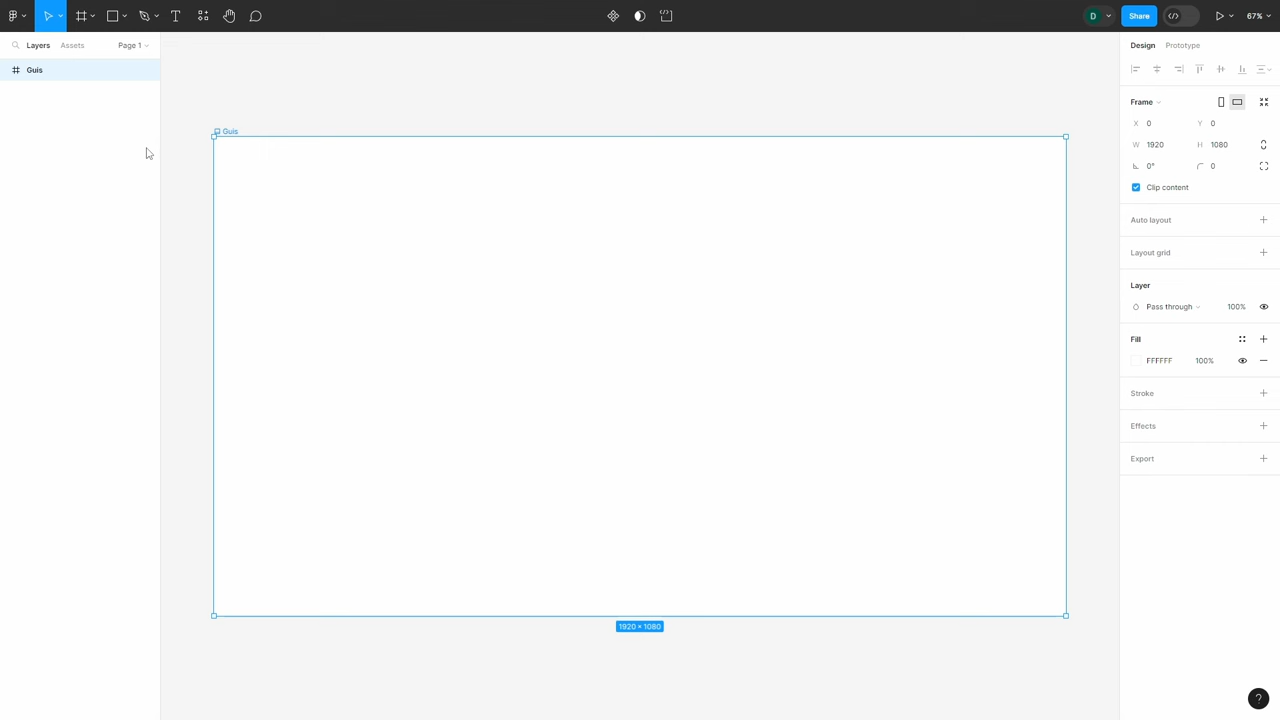 D
Share
67%
Layers
Assets
Page 1
Guis
Guis
1920 × 1080
Design
Prototype
Frame
X 0
Y 0
W 1920
H 1080
0°
0
Clip content
Auto layout
Layout grid
Layer
Pass through
100%
Fill
FFFFFF
100%
Stroke
Effects
Export
?